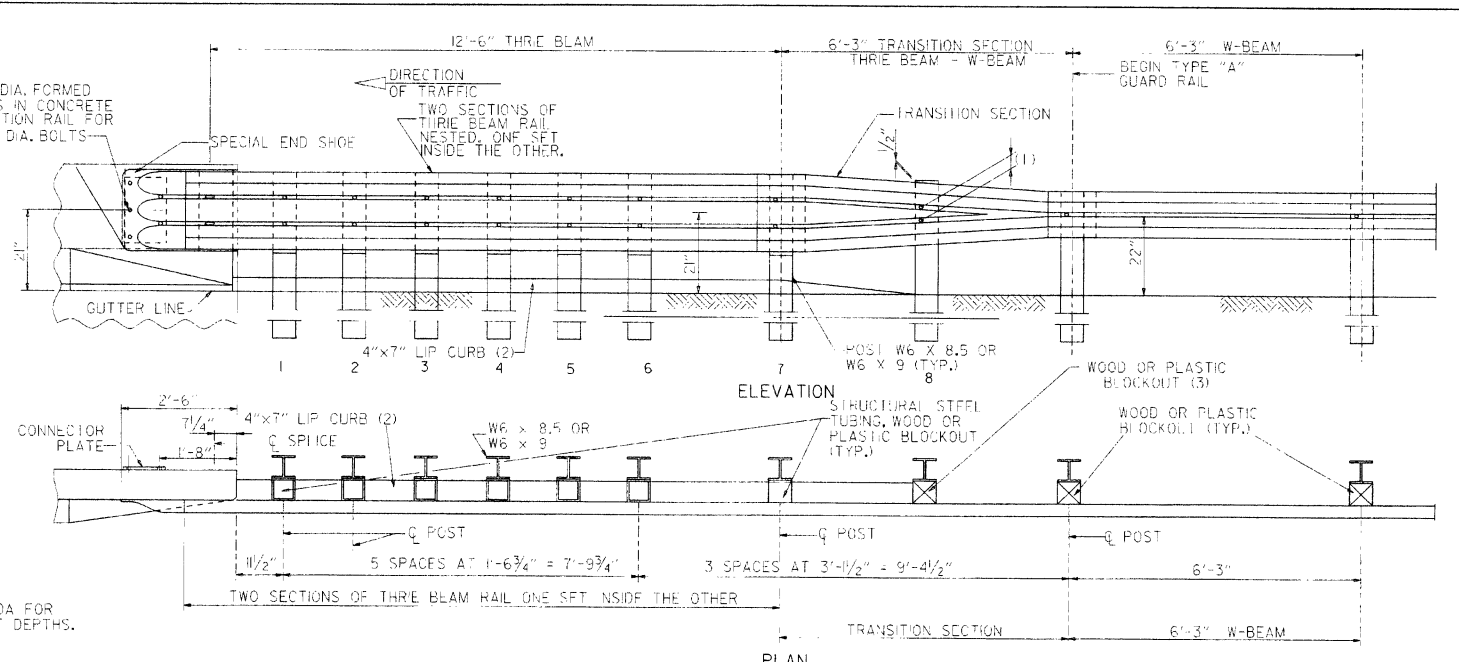 12'-6" THRIE BEAM
6'-3" TRANSITION SECTION
THRIE BEAM - W-BEAM
6'-3" W-BEAM
BEGIN TYPE "A"
GUARD RAIL
DIA. FORMED
S IN CONCRETE
TION RAIL FOR
DIA. BOLTS
DIRECTION
OF TRAFFIC
TWO SECTIONS OF
THRIE BEAM RAIL
NESTED. ONE SET
INSIDE THE OTHER.
SPECIAL END SHOE
TRANSITION SECTION
1/2"
(1)
21"
21"
22"
GUTTER LINE
4"x7" LIP CURB (2)
POST W6 X 8.5 OR
W6 X 9 (TYP.)
1 2 3 4 5 6 7 8
ELEVATION
WOOD OR PLASTIC
BLOCKOUT (3)
2'-6"
7 1/4"
1'-8"
CONNECTOR
PLATE
4"x7" LIP CURB (2)
℄ SPLICE
W6 x 8.5 OR
W6 x 9
STRUCTURAL STEEL
TUBING, WOOD OR
PLASTIC BLOCKOUT
(TYP.)
WOOD OR PLASTIC
BLOCKOUT (TYP.)
℄ POST
℄ POST
℄ POST
11 1/2"
5 SPACES AT 1'-6 3/4" = 7'-9 3/4"
3 SPACES AT 3'-1 1/2" = 9'-4 1/2"
6'-3"
TWO SECTIONS OF THRIE BEAM RAIL ONE SET INSIDE THE OTHER
DA FOR
T DEPTHS.
TRANSITION SECTION
6'-3" W-BEAM
PLAN